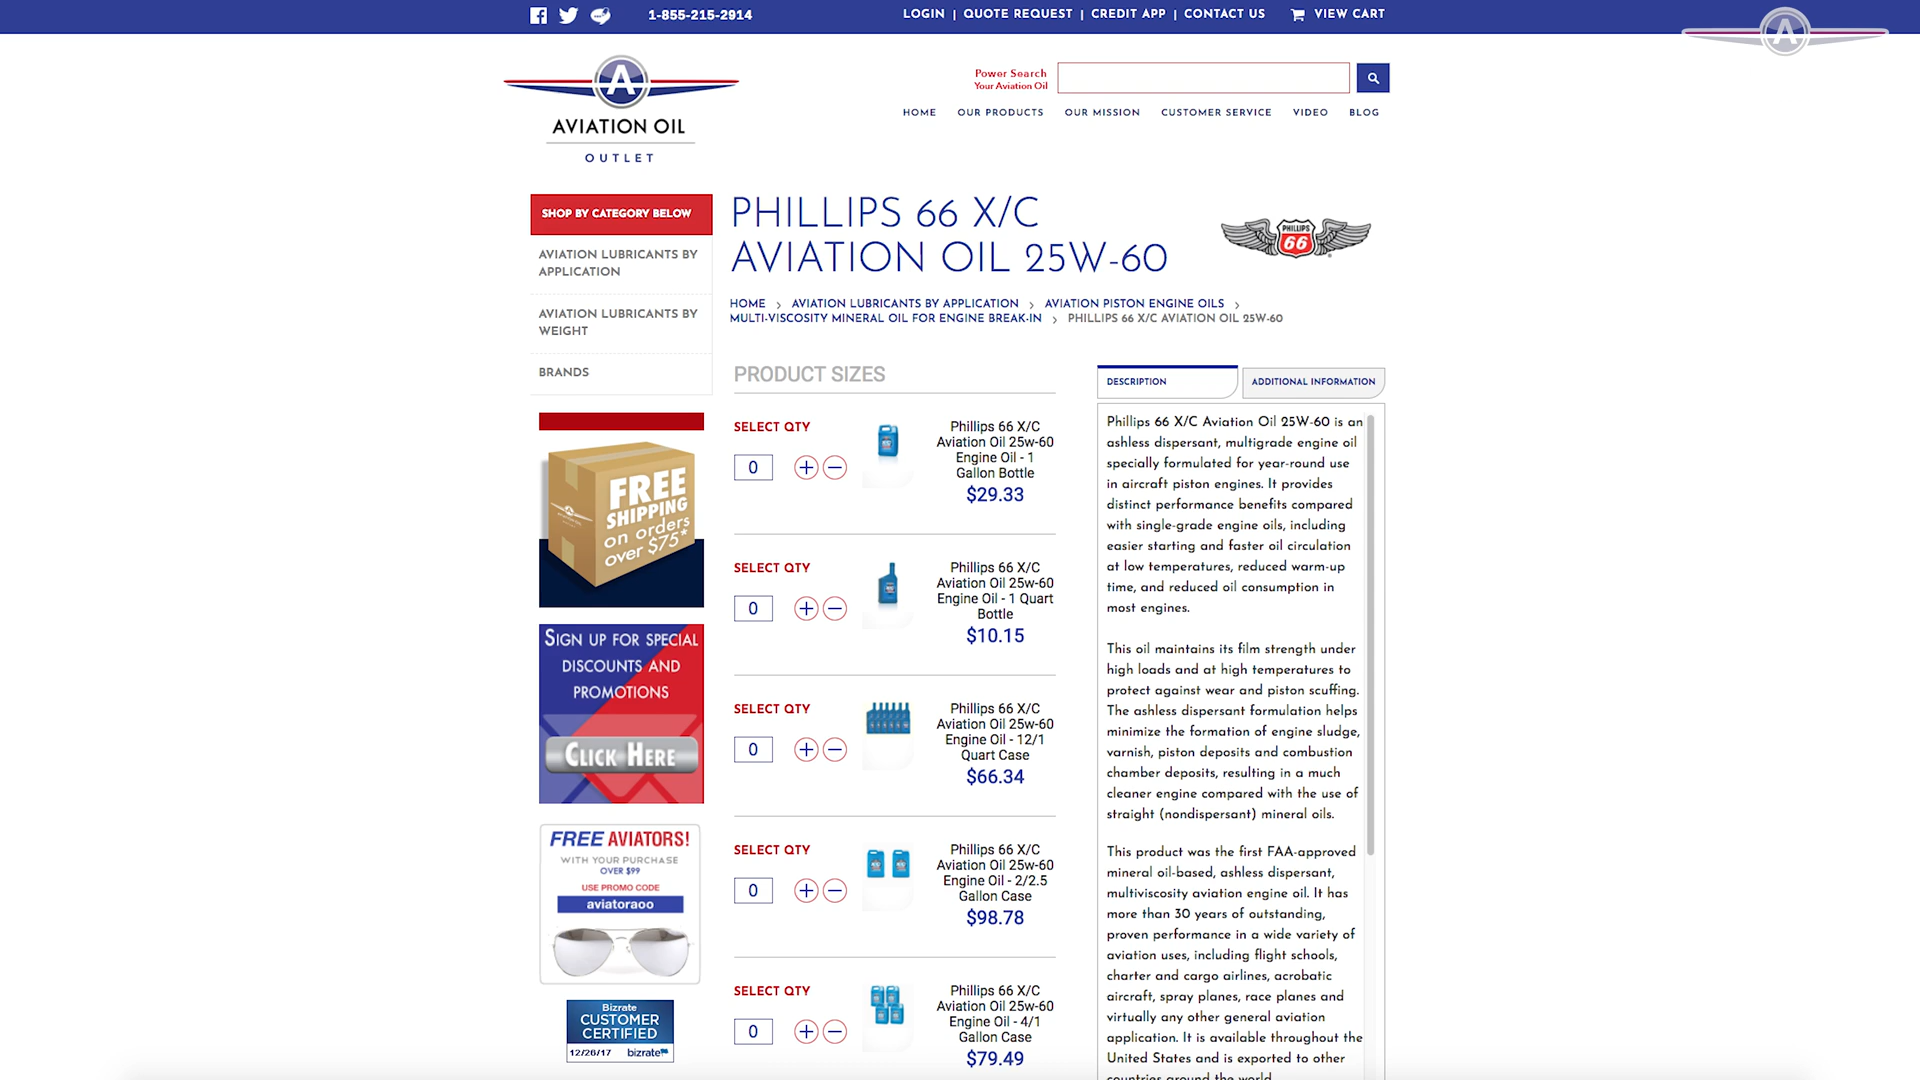 1-855-215-2914
LOGIN | QUOTE REQUEST | CREDIT APP | CONTACT US VIEW CART
A
A
AVIATION OIL
OUTLET
Power Search
Your Aviation Oil
HOME OUR PRODUCTS OUR MISSION CUSTOMER SERVICE VIDEO BLOG
SHOP BY CATEGORY BELOW
AVIATION LUBRICANTS BY
APPLICATION
AVIATION LUBRICANTS BY
WEIGHT
BRANDS
FREE
SHIPPING
on orders
over $75*
SIGN UP FOR SPECIAL
DISCOUNTS AND
PROMOTIONS
CLICK HERE
FREE AVIATORS!
WITH YOUR PURCHASE
OVER $99
USE PROMO CODE
aviatoraoo
Bizrate
CUSTOMER
CERTIFIED
12/26/17 bizrate
PHILLIPS 66 X/C
AVIATION OIL 25W-60
PHILLIPS
66
HOME > AVIATION LUBRICANTS BY APPLICATION > AVIATION PISTON ENGINE OILS >
MULTI-VISCOSITY MINERAL OIL FOR ENGINE BREAK-IN > PHILLIPS 66 X/C AVIATION OIL 25W-60
PRODUCT SIZES
SELECT QTY
0
Phillips 66 X/C
Aviation Oil 25w-60
Engine Oil - 1
Gallon Bottle
$29.33
SELECT QTY
0
Phillips 66 X/C
Aviation Oil 25w-60
Engine Oil - 1 Quart
Bottle
$10.15
SELECT QTY
0
Phillips 66 X/C
Aviation Oil 25w-60
Engine Oil - 12/1
Quart Case
$66.34
SELECT QTY
0
Phillips 66 X/C
Aviation Oil 25w-60
Engine Oil - 2/2.5
Gallon Case
$98.78
SELECT QTY
0
Phillips 66 X/C
Aviation Oil 25w-60
Engine Oil - 4/1
Gallon Case
$79.49
DESCRIPTION
ADDITIONAL INFORMATION
Phillips 66 X/C Aviation Oil 25W-60 is an
ashless dispersant, multigrade engine oil
specially formulated for year-round use
in aircraft piston engines. It provides
distinct performance benefits compared
with single-grade engine oils, including
easier starting and faster oil circulation
at low temperatures, reduced warm-up
time, and reduced oil consumption in
most engines.
This oil maintains its film strength under
high loads and at high temperatures to
protect against wear and piston scuffing.
The ashless dispersant formulation helps
minimize the formation of engine sludge,
varnish, piston deposits and combustion
chamber deposits, resulting in a much
cleaner engine compared with the use of
straight (nondispersant) mineral oils.
This product was the first FAA-approved
mineral oil-based, ashless dispersant,
multiviscosity aviation engine oil. It has
more than 30 years of outstanding,
proven performance in a wide variety of
aviation uses, including flight schools,
charter and cargo airlines, acrobatic
aircraft, spray planes, race planes and
virtually any other general aviation
application. It is available throughout the
United States and is exported to other
countries around the world.